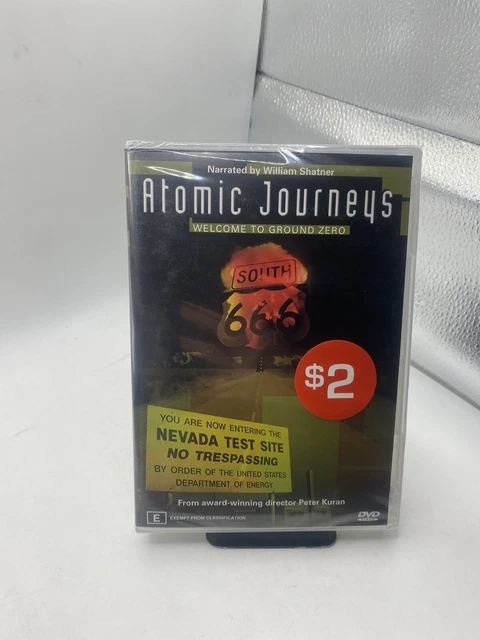 Narrated by William Shatner
Atomic Journeys
WELCOME TO GROUND ZERO
SOUTH
666
$2
YOU ARE NOW ENTERING THE
NEVADA TEST SITE
NO TRESPASSING
BY ORDER OF THE UNITED STATES
DEPARTMENT OF ENERGY
From award-winning director Peter Kuran
E EXEMPT FROM CLASSIFICATION
DVD